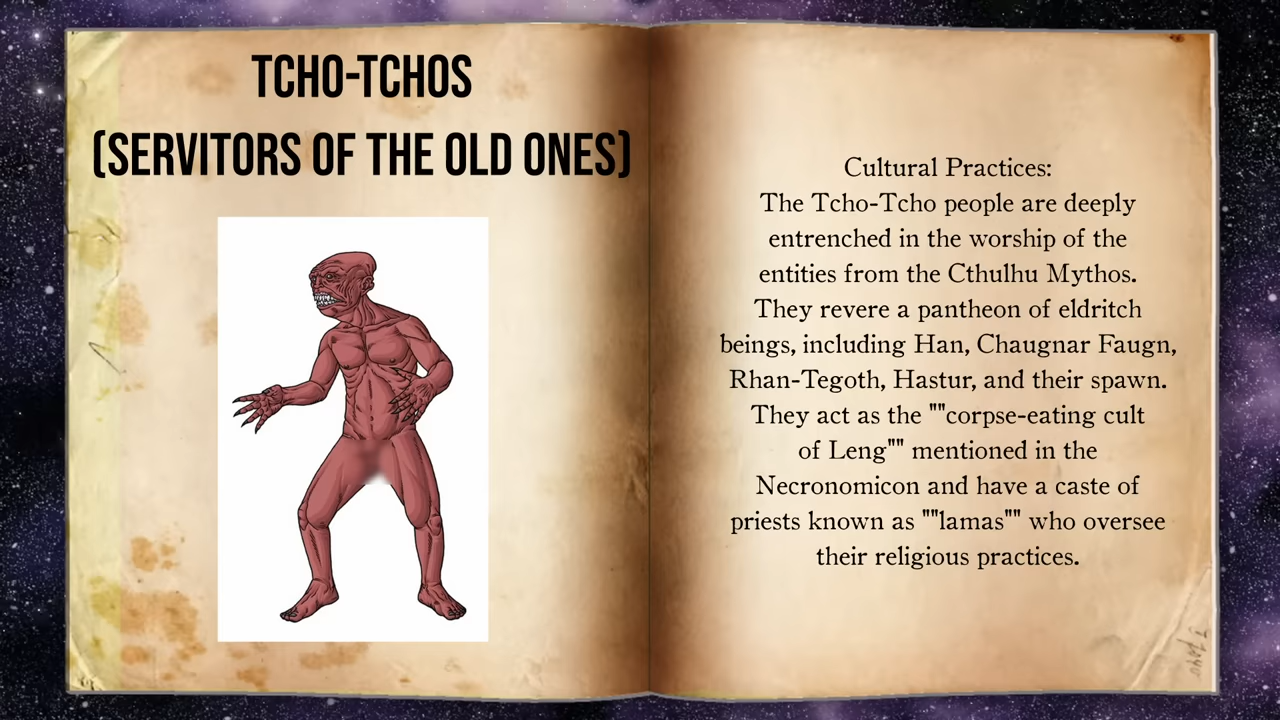 TCHO-TCHOS
(SERVITORS OF THE OLD ONES)
Cultural Practices:
The Tcho-Tcho people are deeply
entrenched in the worship of the
entities from the Cthulhu Mythos.
They revere a pantheon of eldritch
beings, including Han, Chaugnar Faugn,
Rhan-Tegoth, Hastur, and their spawn.
They act as the ""corpse-eating cult
of Leng"" mentioned in the
Necronomicon and have a caste of
priests known as ""lamas"" who oversee
their religious practices.